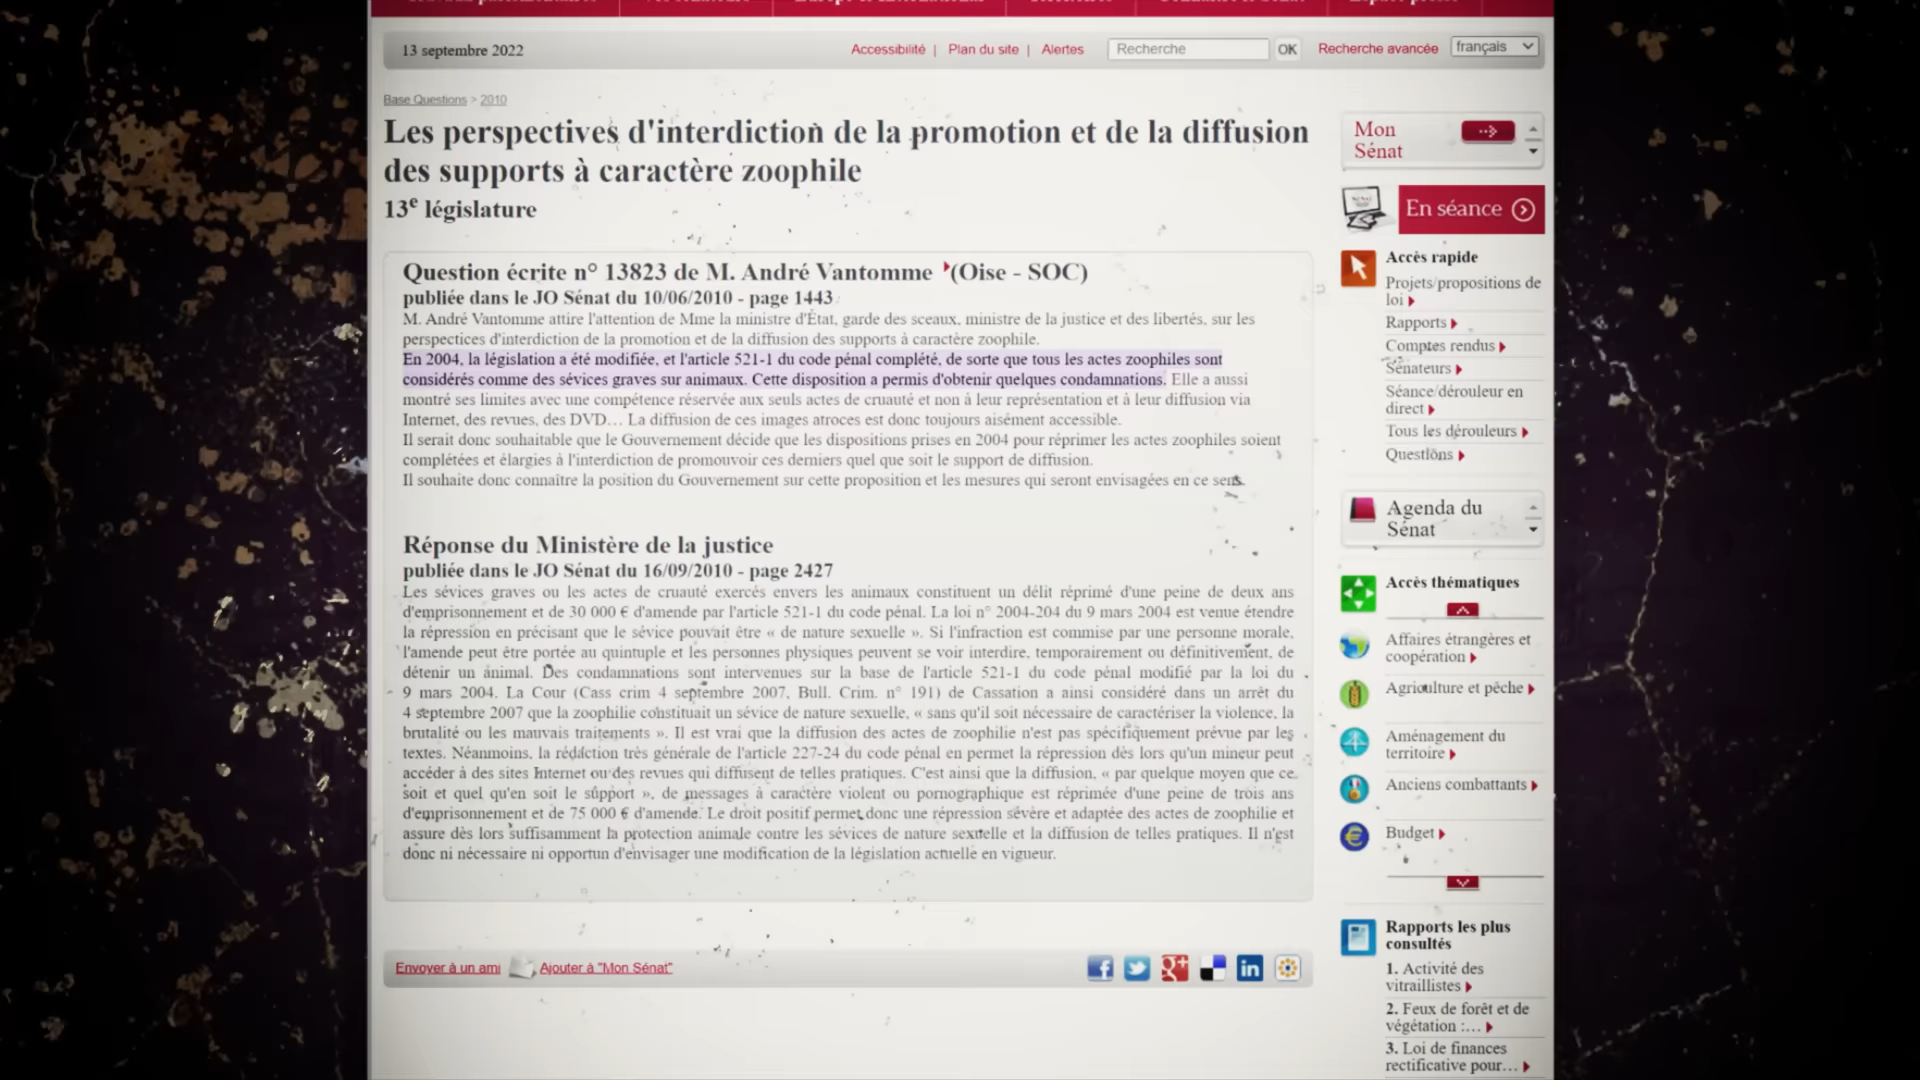 13 septembre 2022
Accessibilité | Plan du site | Alertes
Recherche
OK
Recherche avancée
français
Base Questions > 2010
Les perspectives d'interdiction de la promotion et de la diffusion
des supports à caractère zoophile
13e législature
Question écrite n° 13823 de M. André Vantomme (Oise - SOC)
publiée dans le JO Sénat du 10/06/2010 - page 1443
M. André Vantomme attire l'attention de Mme la ministre d'État, garde des sceaux, ministre de la justice et des libertés, sur les
perspectives d'interdiction de la promotion et de la diffusion des supports à caractère zoophile.
En 2004, la législation a été modifiée, et l'article 521-1 du code pénal complété, de sorte que tous les actes zoophiles sont
considérés comme des sévices graves sur animaux. Cette disposition a permis d'obtenir quelques condamnations. Elle a aussi
montré ses limites avec une compétence réservée aux seuls actes de cruauté et non à leur représentation et à leur diffusion via
Internet, des revues, des DVD… La diffusion de ces images atroces est donc toujours aisément accessible.
Il serait donc souhaitable que le Gouvernement décide que les dispositions prises en 2004 pour réprimer les actes zoophiles soient
complétées et élargies à l'interdiction de promouvoir ces derniers quel que soit le support de diffusion.
Il souhaite donc connaître la position du Gouvernement sur cette proposition et les mesures qui seront envisagées en ce sens.
Réponse du Ministère de la justice
publiée dans le JO Sénat du 16/09/2010 - page 2427
Les sévices graves ou les actes de cruauté exercés envers les animaux constituent un délit réprimé d'une peine de deux ans
d'emprisonnement et de 30 000 € d'amende par l'article 521-1 du code pénal. La loi n° 2004-204 du 9 mars 2004 est venue étendre
la répression en précisant que le sévice pouvait être « de nature sexuelle ». Si l'infraction est commise par une personne morale,
l'amende peut être portée au quintuple et les personnes physiques peuvent se voir interdire, temporairement ou définitivement, de
détenir un animal. Des condamnations sont intervenues sur la base de l'article 521-1 du code pénal modifié par la loi du
9 mars 2004. La Cour (Cass crim 4 septembre 2007, Bull. Crim. n° 191) de Cassation a ainsi considéré dans un arrêt du
4 septembre 2007 que la zoophilie constituait un sévice de nature sexuelle, « sans qu'il soit nécessaire de caractériser la violence, la
brutalité ou les mauvais traitements ». Il est vrai que la diffusion des actes de zoophilie n'est pas spécifiquement prévue par les
textes. Néanmoins, la rédaction très générale de l'article 227-24 du code pénal en permet la répression dès lors qu'un mineur peut
accéder à des sites Internet ou des revues qui diffusent de telles pratiques. C'est ainsi que la diffusion, « par quelque moyen que ce
soit et quel qu'en soit le support », de messages à caractère violent ou pornographique est réprimée d'une peine de trois ans
d'emprisonnement et de 75 000 € d'amende. Le droit positif permet donc une répression sévère et adaptée des actes de zoophilie et
assure dès lors suffisamment la protection animale contre les sévices de nature sexuelle et la diffusion de telles pratiques. Il n'est
donc ni nécessaire ni opportun d'envisager une modification de la législation actuelle en vigueur.
Envoyer à un ami
Ajouter à "Mon Sénat"
Mon
Sénat
En séance
Accès rapide
Projets/propositions de
loi
Rapports
Comptes rendus
Sénateurs
Séance/dérouleur en
direct
Tous les dérouleurs
Questions
Agenda du
Sénat
Accès thématiques
Affaires étrangères et
coopération
Agriculture et pêche
Aménagement du
territoire
Anciens combattants
Budget
Rapports les plus
consultés
1. Activité des
vitraillistes
2. Feux de forêt et de
végétation :…
3. Loi de finances
rectificative pour…